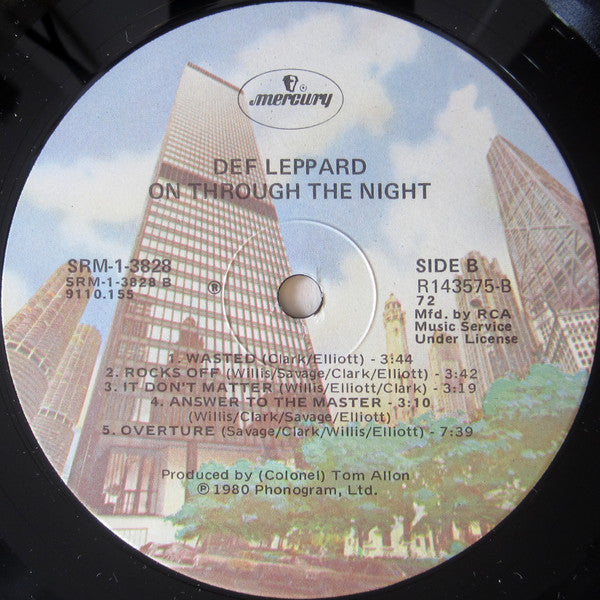 mercury
DEF LEPPARD
ON THROUGH THE NIGHT
SRM-1-3828
SRM-1-3828 B
9110.155
℗
SIDE B
R143575-B
72
Mfd. by RCA
Music Service
Under License
1. WASTED (Clark/Elliott) - 3:44
2. ROCKS OFF (Willis/Savage/Clark/Elliott) - 3:42
3. IT DON'T MATTER (Willis/Elliott/Clark) - 3:19
4. ANSWER TO THE MASTER - 3:10
(Willis/Clark/Savage/Elliott)
5. OVERTURE (Savage/Clark/Willis/Elliott) - 7:39
Produced by (Colonel) Tom Allon
℗ 1980 Phonogram, Ltd.